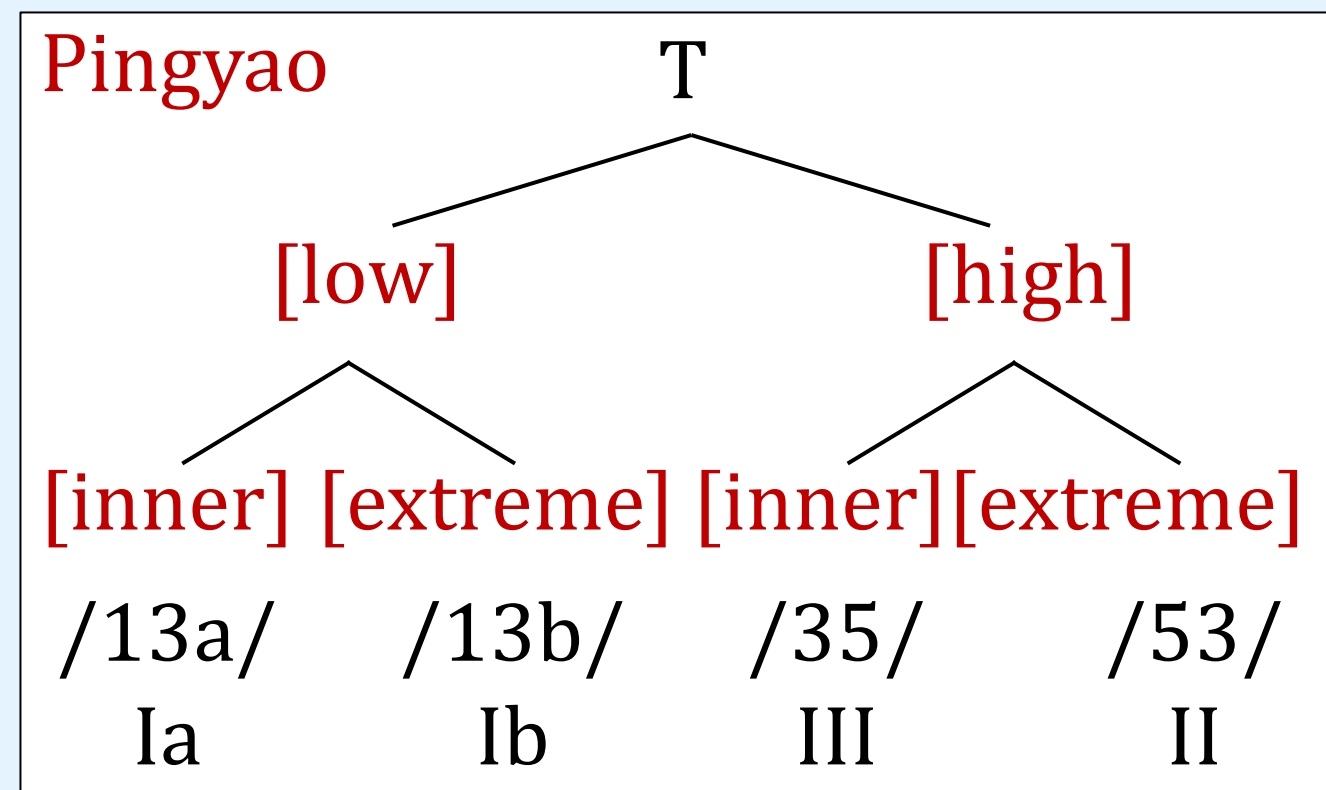 Pingyao T
[low] [high]
[inner] [extreme] [inner] [extreme]
/13a/ /13b/ /35/ /53/
Ia Ib III II